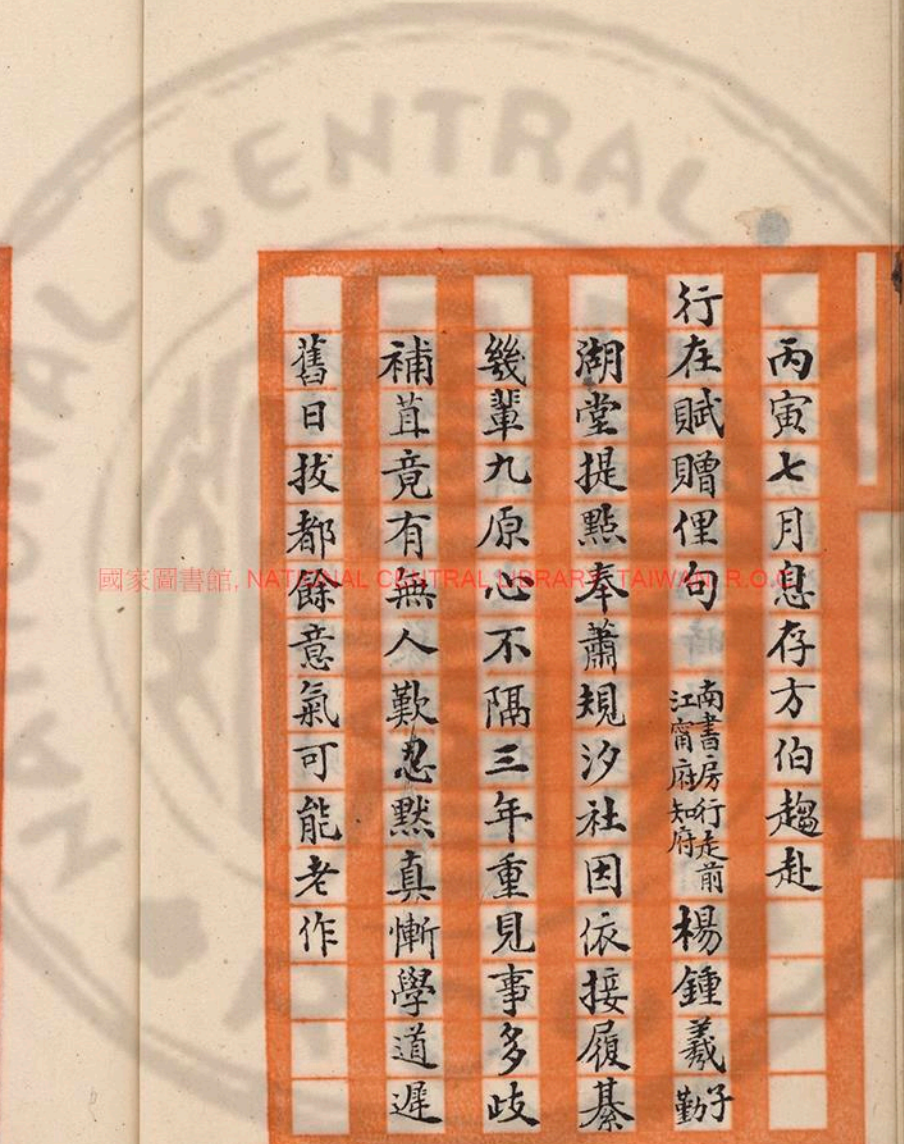 丙寅七月息存方伯趨赴
行在賦贈俚句 南書房行走前江甯府知府 楊鍾羲 子勤
湖堂提點奉蕭規汐社因依接履綦
幾輩九原心不隔三年重見事多歧
補苴竟有無人歎忍默真慚學道遲
舊日拔都餘意氣可能老作
國家圖書館, NATIONAL CENTRAL LIBRARY, TAIWAN R.O.C
NATIONAL CENTRAL